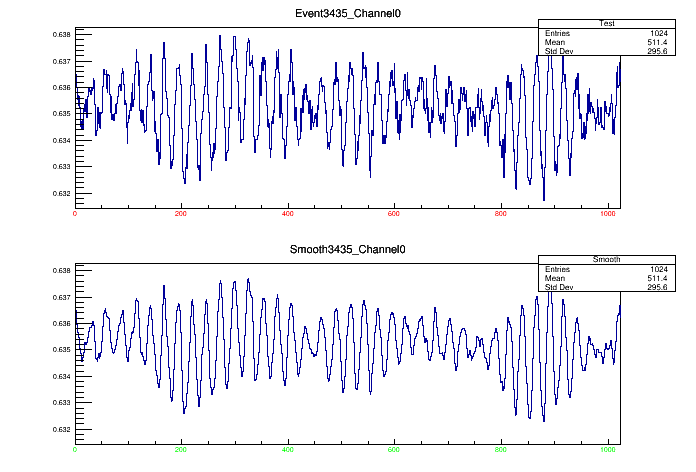 Event3435_Channel0
Test
Entries 1024
Mean 511.4
Std Dev 295.6
0.638
0.637
0.636
0.635
0.634
0.633
0.632
0 200 400 600 800 1000
Smooth3435_Channel0
Smooth
Entries 1024
Mean 511.4
Std Dev 295.6
0.638
0.637
0.636
0.635
0.634
0.633
0.632
0 200 400 600 800 1000